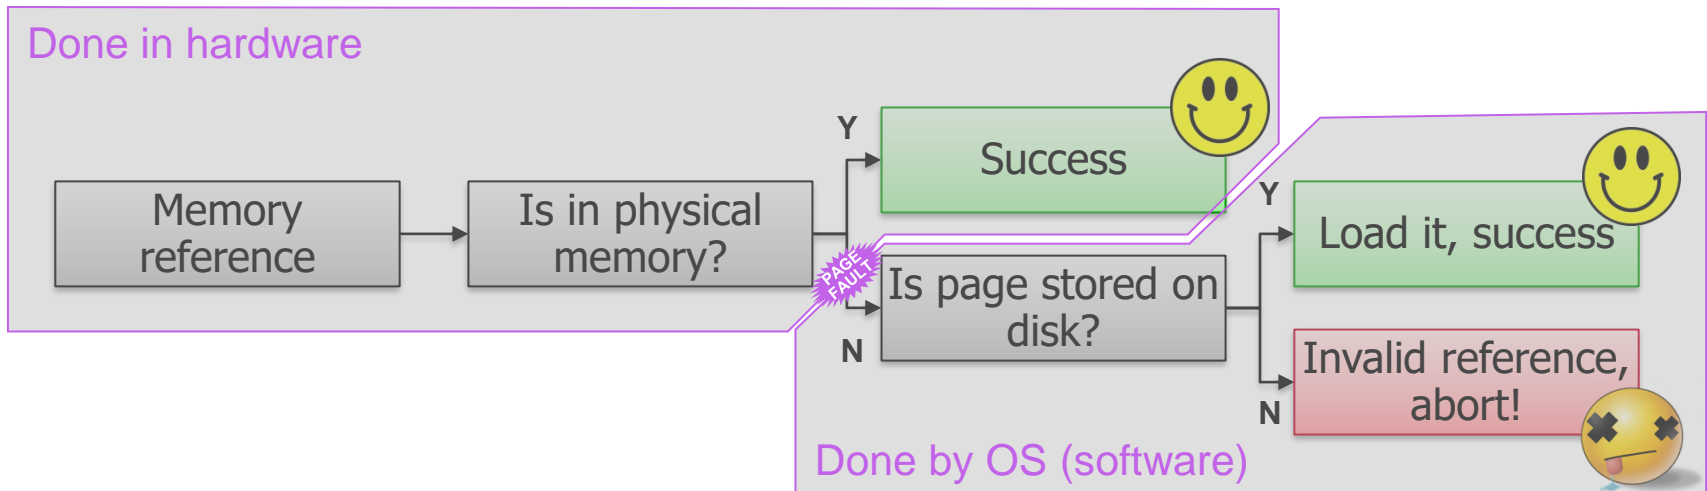 Done in hardware
Memory
reference
Is in physical
memory?
Y
Success
PAGE
FAULT
N
Is page stored on
disk?
Y
Load it, success
N
Invalid reference,
abort!
Done by OS (software)